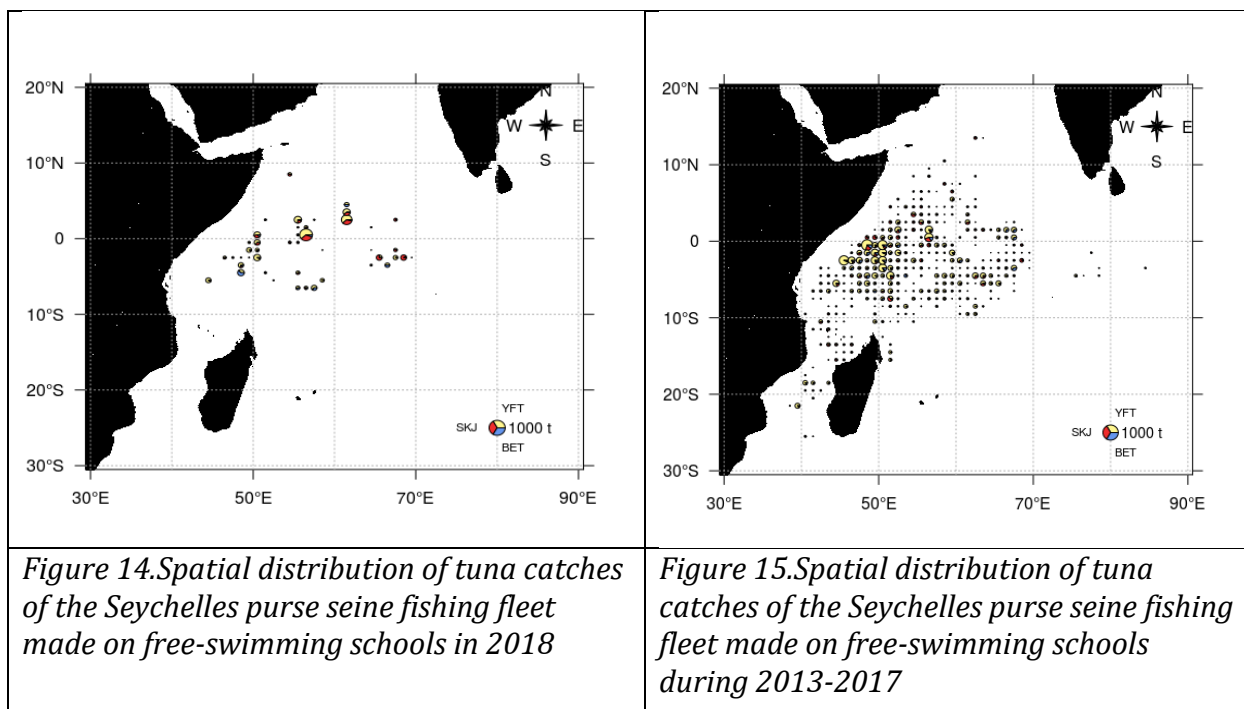 20°N
10°N
0
10°S
20°S
30°S
30°E
50°E
70°E
90°E
N
W E
S
YFT
SKJ 1000 t
BET
20°N
10°N
0
10°S
20°S
30°S
30°E
50°E
70°E
90°E
N
W E
S
YFT
SKJ 1000 t
BET
Figure 14.Spatial distribution of tuna catches
of the Seychelles purse seine fishing fleet
made on free-swimming schools in 2018
Figure 15.Spatial distribution of tuna
catches of the Seychelles purse seine fishing
fleet made on free-swimming schools
during 2013-2017